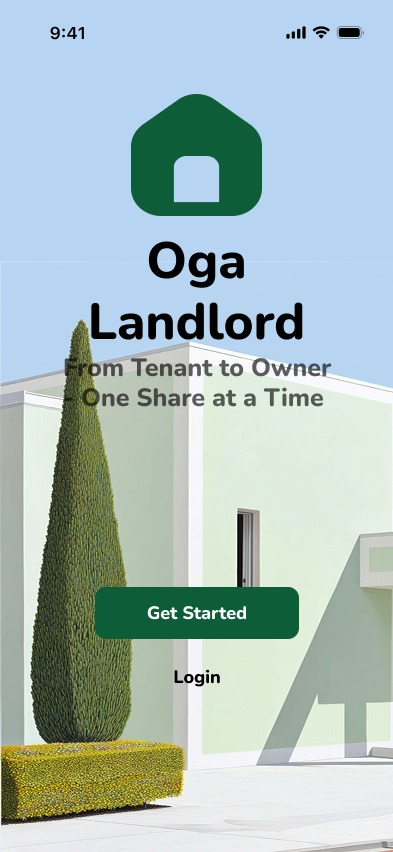 9:41
Oga
Landlord
From Tenant to Owner
- One Share at a Time
Get Started
Login